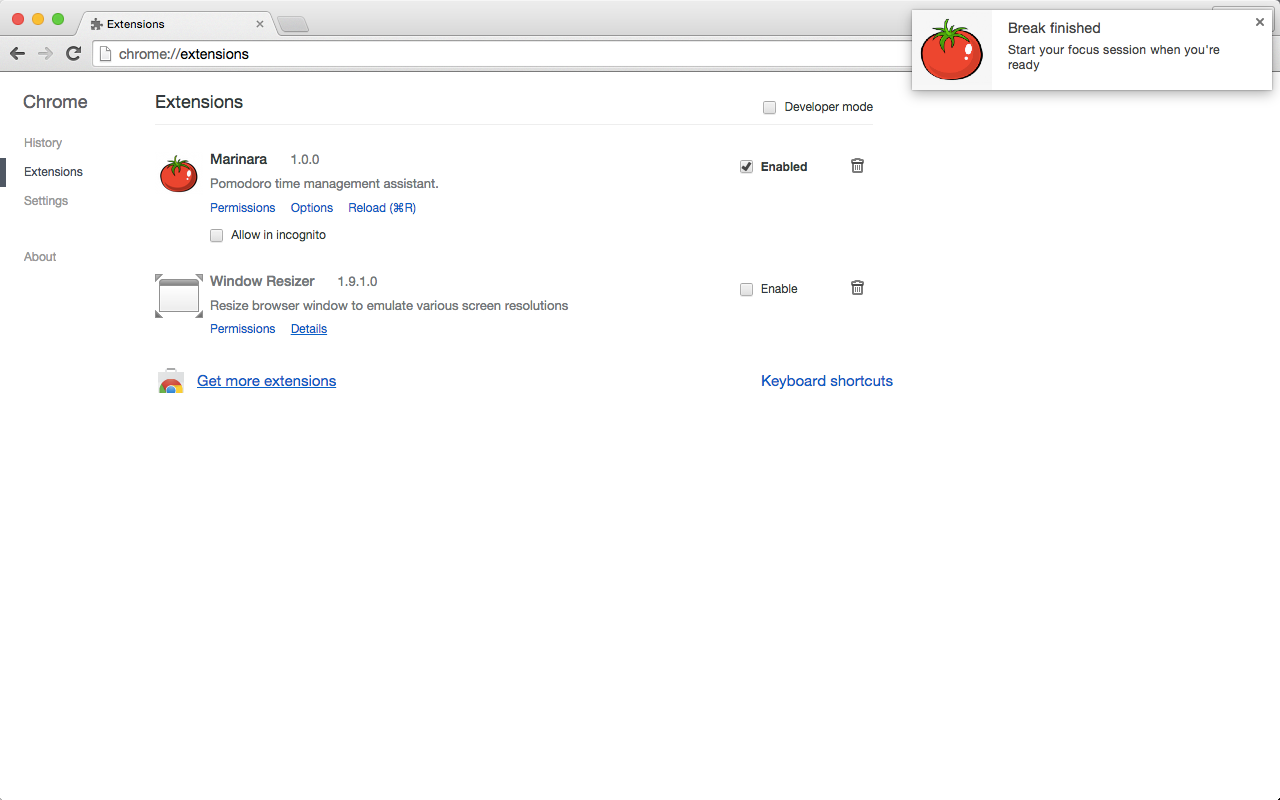 Extensions
chrome://extensions
Break finished
Start your focus session when you're
ready
Chrome
History
Extensions
Settings
About
Extensions
Developer mode
Marinara 1.0.0
Enabled
Pomodoro time management assistant.
Permissions Options Reload (⌘R)
Allow in incognito
Window Resizer 1.9.1.0
Enable
Resize browser window to emulate various screen resolutions
Permissions Details
Get more extensions
Keyboard shortcuts